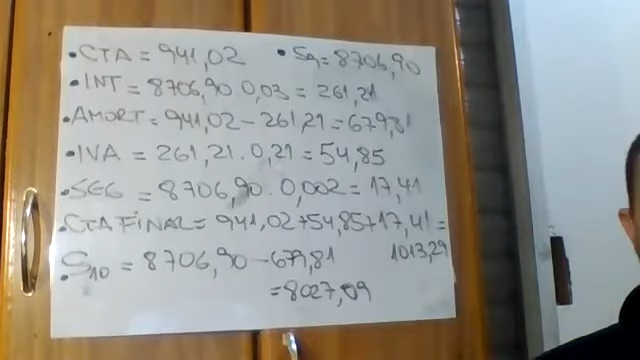 • CTA = 941,02 • S9 = 8706,90
• INT = 8706,90 . 0,03 = 261,21
• AMORT = 941,02 - 261,21 = 679,81
• IVA = 261,21 . 0,21 = 54,85
• SEG = 8706,90 . 0,002 = 17,41
• CTA FINAL = 941,02 + 54,85 + 17,41 =
1013,29
• S10 = 8706,90 - 679,81
= 8027,09